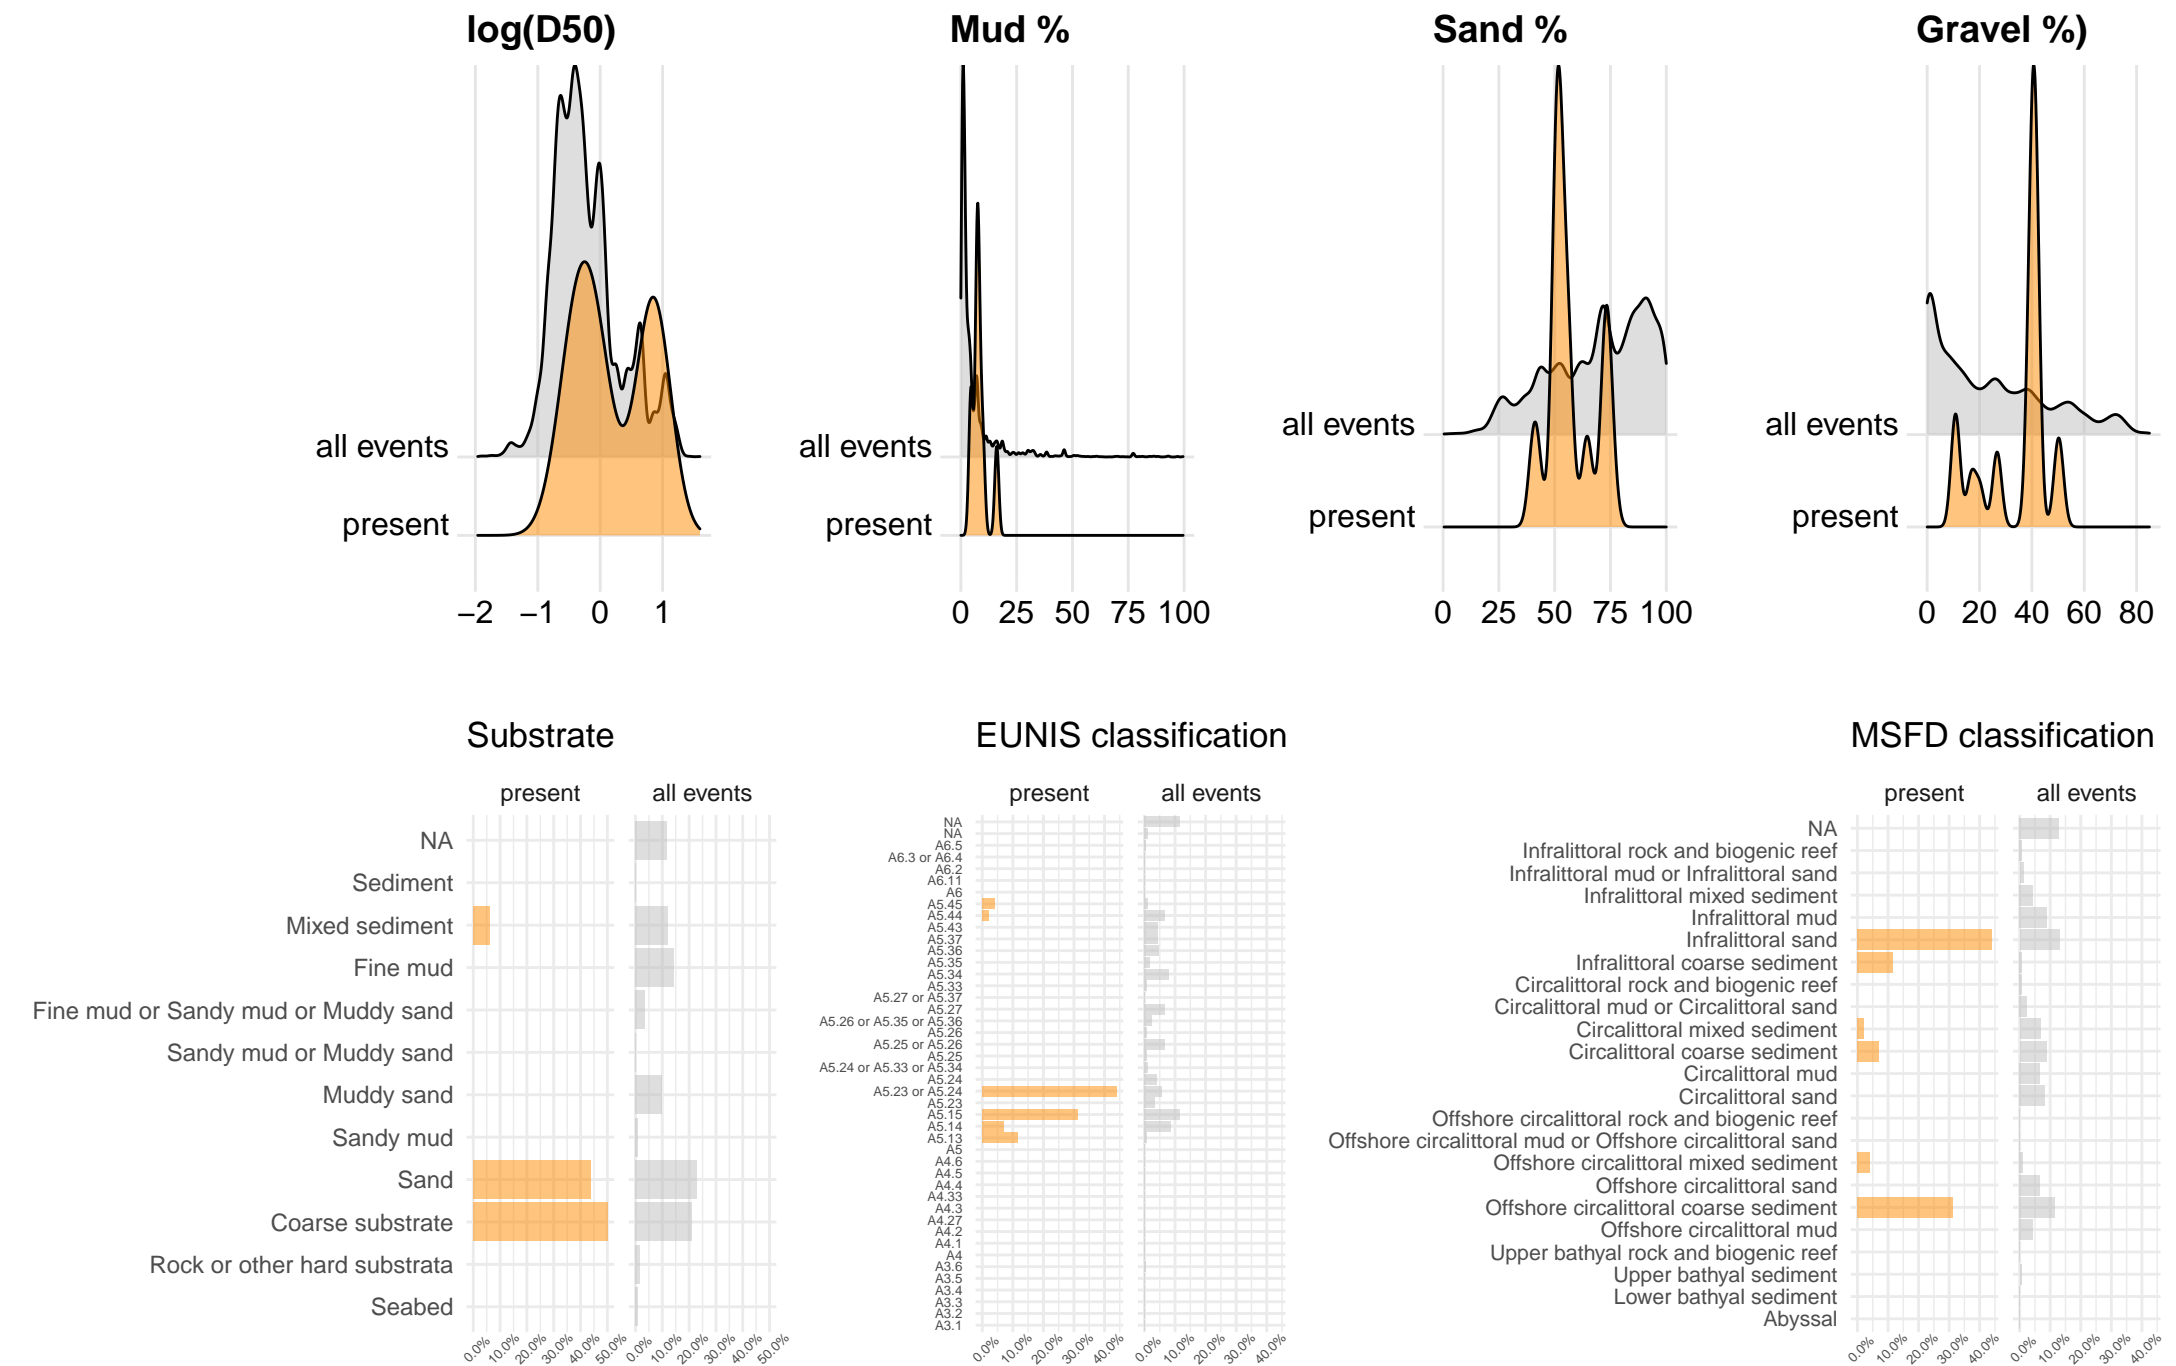 log(D50)
Mud %
Sand %
Gravel %)
all events
present
−2 −1 0 1
all events
present
0 25 50 75 100
all events
present
0 25 50 75 100
all events
present
0 20 40 60 80
Substrate
present all events
NA
Sediment
Mixed sediment
Fine mud
Fine mud or Sandy mud or Muddy sand
Sandy mud or Muddy sand
Muddy sand
Sandy mud
Sand
Coarse substrate
Rock or other hard substrata
Seabed
0.0% 10.0% 20.0% 30.0% 40.0% 50.0% 0.0% 10.0% 20.0% 30.0% 40.0% 50.0%
EUNIS classification
present all events
NA
NA
A6.5
A6.3 or A6.4
A6.2
A6.11
A6
A5.45
A5.44
A5.43
A5.37
A5.36
A5.35
A5.34
A5.33
A5.27 or A5.37
A5.27
A5.26 or A5.35 or A5.36
A5.26
A5.25 or A5.26
A5.25
A5.24 or A5.33 or A5.34
A5.24
A5.23 or A5.24
A5.23
A5.15
A5.14
A5.13
A5
A4.6
A4.5
A4.4
A4.33
A4.3
A4.27
A4.2
A4.1
A4
A3.6
A3.5
A3.4
A3.3
A3.2
A3.1
0.0% 10.0% 20.0% 30.0% 40.0% 0.0% 10.0% 20.0% 30.0% 40.0%
MSFD classification
present all events
NA
Infralittoral rock and biogenic reef
Infralittoral mud or Infralittoral sand
Infralittoral mixed sediment
Infralittoral mud
Infralittoral sand
Infralittoral coarse sediment
Circalittoral rock and biogenic reef
Circalittoral mud or Circalittoral sand
Circalittoral mixed sediment
Circalittoral coarse sediment
Circalittoral mud
Circalittoral sand
Offshore circalittoral rock and biogenic reef
Offshore circalittoral mud or Offshore circalittoral sand
Offshore circalittoral mixed sediment
Offshore circalittoral sand
Offshore circalittoral coarse sediment
Offshore circalittoral mud
Upper bathyal rock and biogenic reef
Upper bathyal sediment
Lower bathyal sediment
Abyssal
0.0% 10.0% 20.0% 30.0% 40.0% 0.0% 10.0% 20.0% 30.0% 40.0%